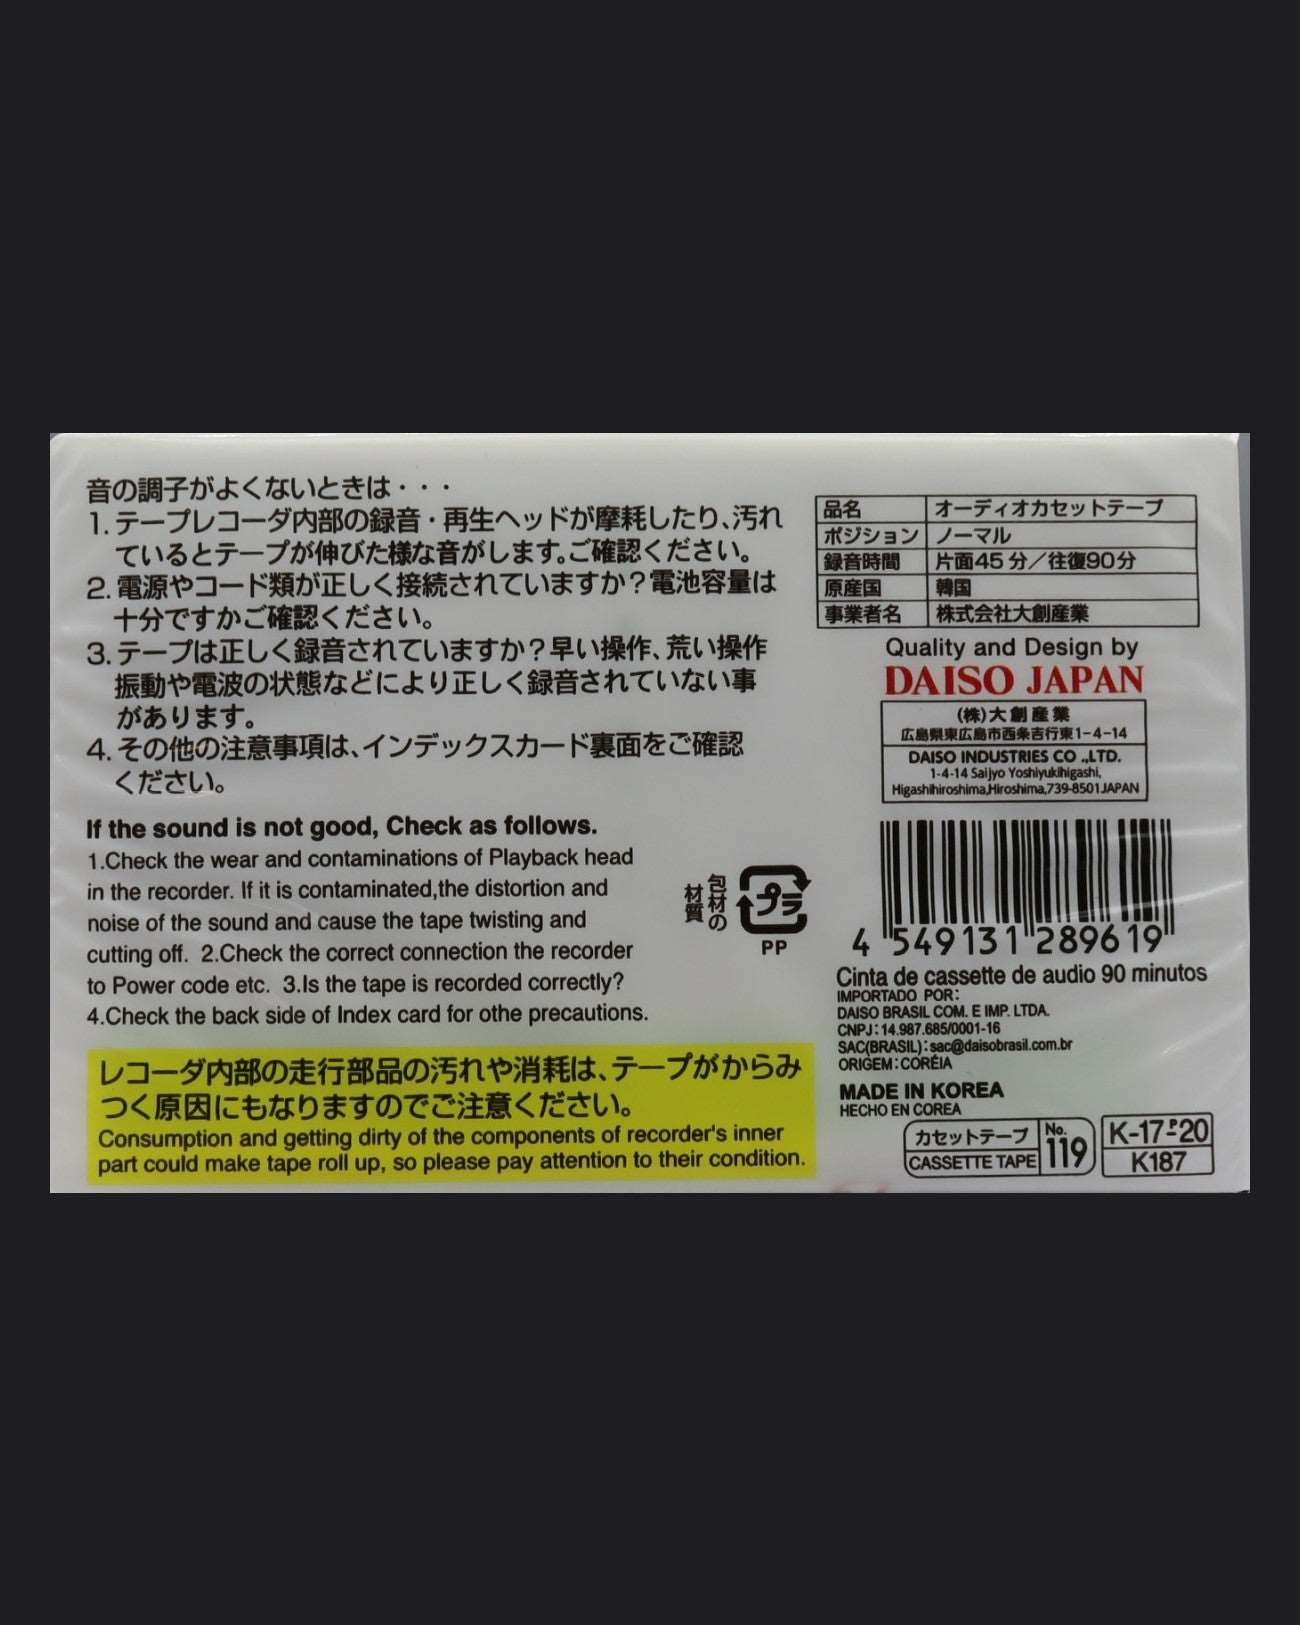 音の調子がよくないときは・・・
1.テープレコーダ内部の録音・再生ヘッドが摩耗したり、汚れ
ているとテープが伸びた様な音がします。ご確認ください。
2.電源やコード類が正しく接続されていますか？電池容量は
十分ですかご確認ください。
3.テープは正しく録音されていますか？早い操作、荒い操作
振動や電波の状態などにより正しく録音されていない事
があります。
4.その他の注意事項は、インデックスカード裏面をご確認
ください。
If the sound is not good, Check as follows.
1.Check the wear and contaminations of Playback head
in the recorder. If it is contaminated,the distortion and
noise of the sound and cause the tape twisting and
cutting off. 2.Check the correct connection the recorder
to Power code etc. 3.Is the tape is recorded correctly?
4.Check the back side of Index card for othe precautions.
レコーダ内部の走行部品の汚れや消耗は、テープがからみ
つく原因にもなりますのでご注意ください。
Consumption and getting dirty of the components of recorder's inner
part could make tape roll up, so please pay attention to their condition.
包材の
材質
プラ
PP
品名 オーディオカセットテープ
ポジション ノーマル
録音時間 片面45分／往復90分
原産国 韓国
事業者名 株式会社大創産業
Quality and Design by
DAISO JAPAN
(株)大創産業
広島県東広島市西条吉行東1-4-14
DAISO INDUSTRIES CO.,LTD.
1-4-14 Saijyo Yoshiyukihigashi,
Higashihiroshima,Hiroshima,739-8501JAPAN
4 549131 289619
Cinta de cassette de audio 90 minutos
IMPORTADO POR:
DAISO BRASIL COM. E IMP. LTDA.
CNPJ:14.987.685/0001-16
SAC(BRASIL):sac@daisobrasil.com.br
ORIGEM:CORÉIA
MADE IN KOREA
HECHO EN COREA
カセットテープ No. 119
CASSETTE TAPE
K-17-P-20
K187